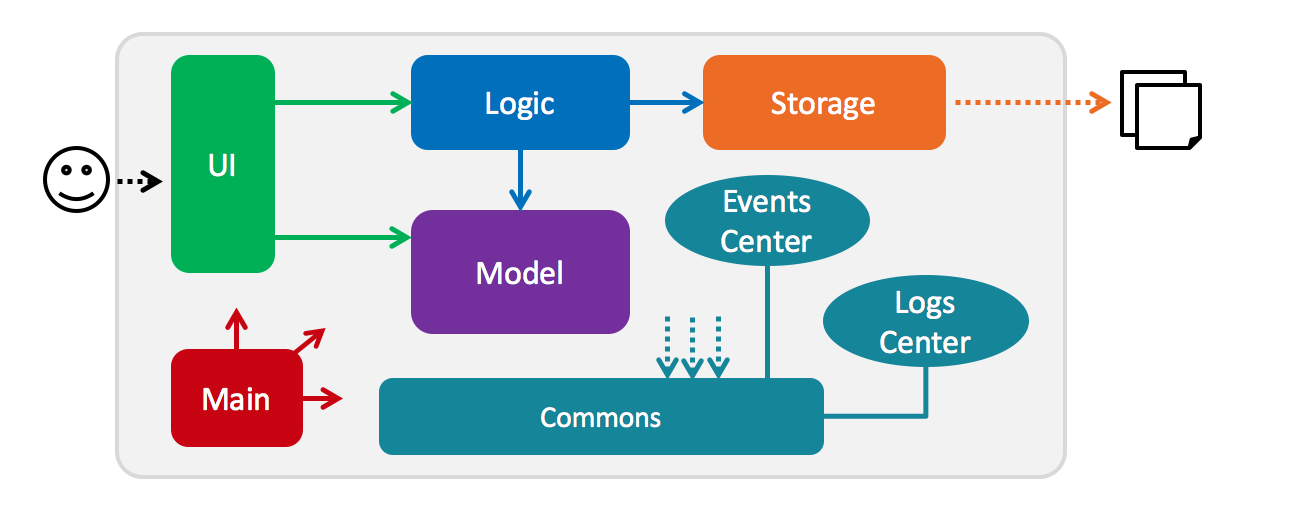 UI
Logic
Storage
Model
Events
Center
Logs
Center
Main
Commons